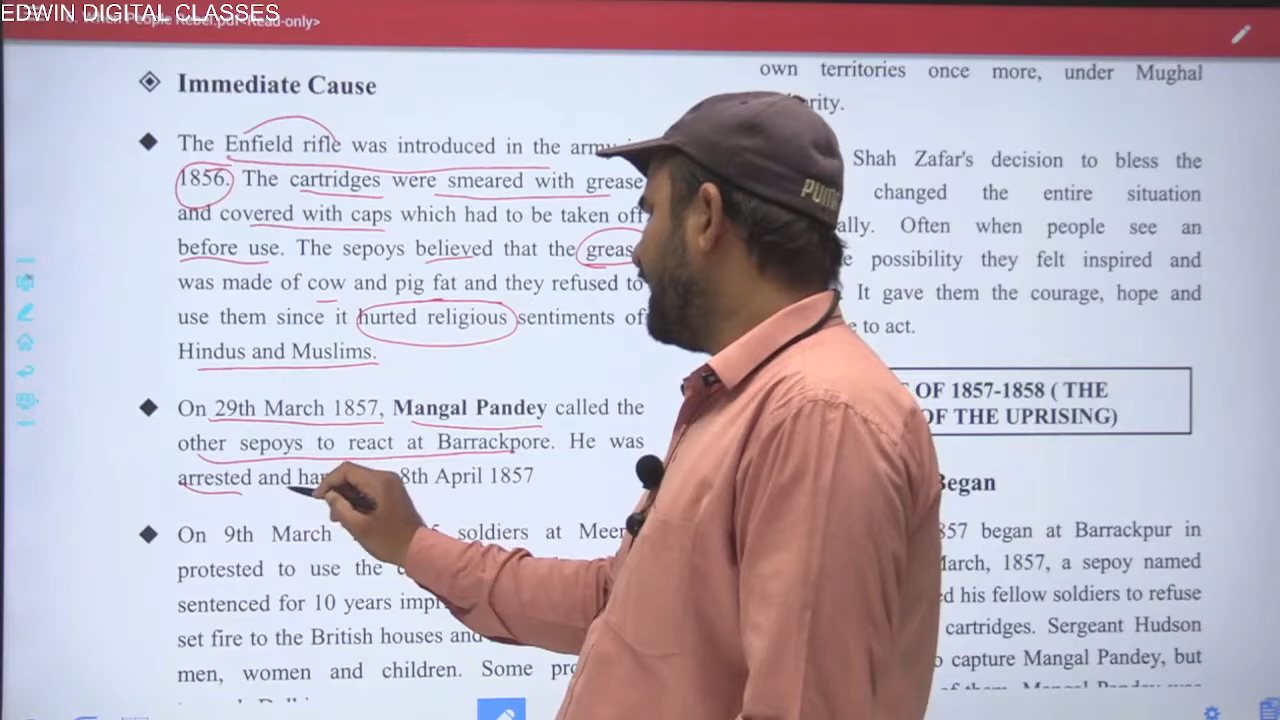 EDWIN DIGITAL CLASSES
When People Rebel.pdf<Read-only>
Immediate Cause
The Enfield rifle was introduced in the army
1856. The cartridges were smeared with grease
and covered with caps which had to be taken off
before use. The sepoys believed that the greas
was made of cow and pig fat and they refused to
use them since it hurted religious sentiments of
Hindus and Muslims.
On 29th March 1857, Mangal Pandey called the
other sepoys to react at Barrackpore. He was
arrested and 8th April 1857
On 9th March soldiers at Meer
protested to use the
sentenced for 10 years
set fire to the British houses and
men, women and children. Some
own territories once more, under Mughal
Shah Zafar's decision to bless the
changed the entire situation
Often when people see an
possibility they felt inspired and
It gave them the courage, hope and
to act.
OF 1857-1858 ( THE
OF THE UPRISING)
Began
857 began at Barrackpur in
March, 1857, a sepoy named
his fellow soldiers to refuse
cartridges. Sergeant Hudson
capture Mangal Pandey, but
PUMA